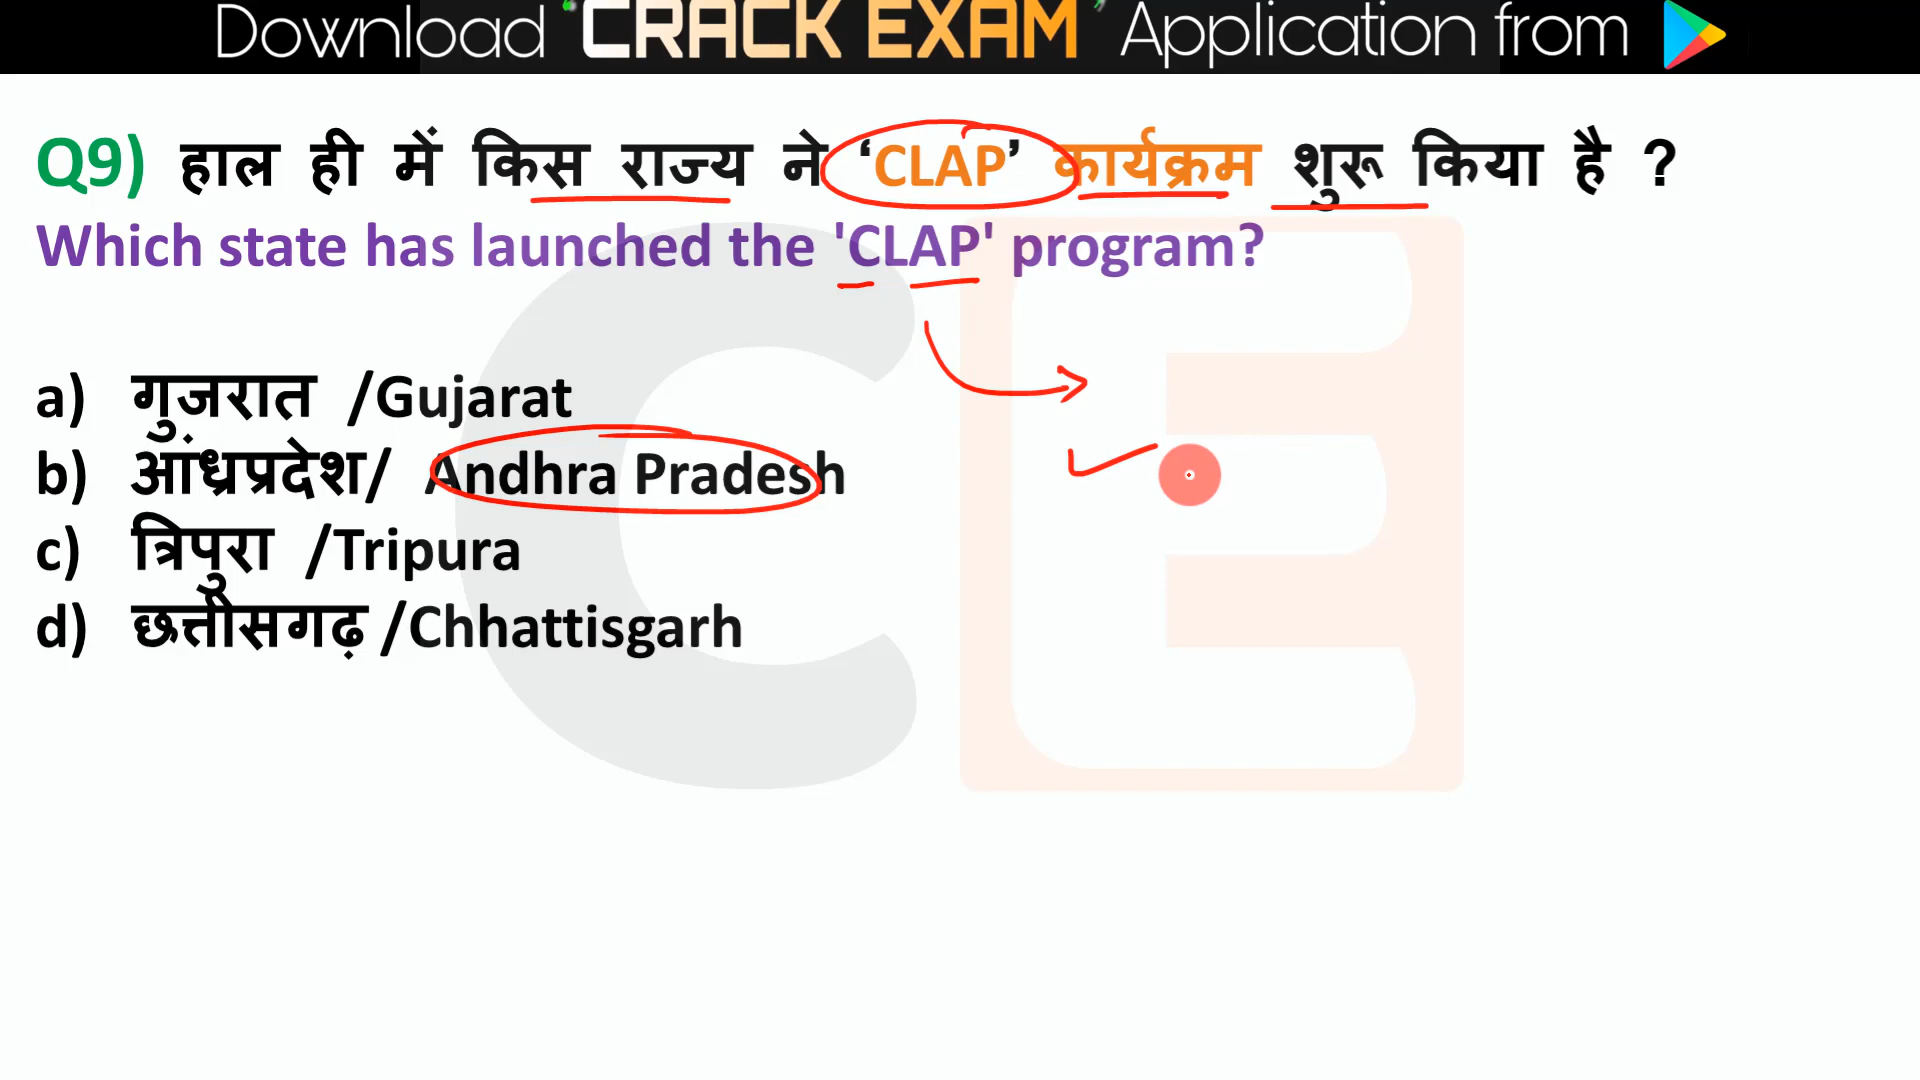 Download 'CRACK EXAM' Application from
Q9) हाल ही में किस राज्य ने ‘CLAP’ कार्यक्रम शुरू किया है ?
Which state has launched the 'CLAP' program?
a) गुजरात /Gujarat
b) आंध्रप्रदेश/ Andhra Pradesh
c) त्रिपुरा /Tripura
d) छत्तीसगढ़ /Chhattisgarh
CE